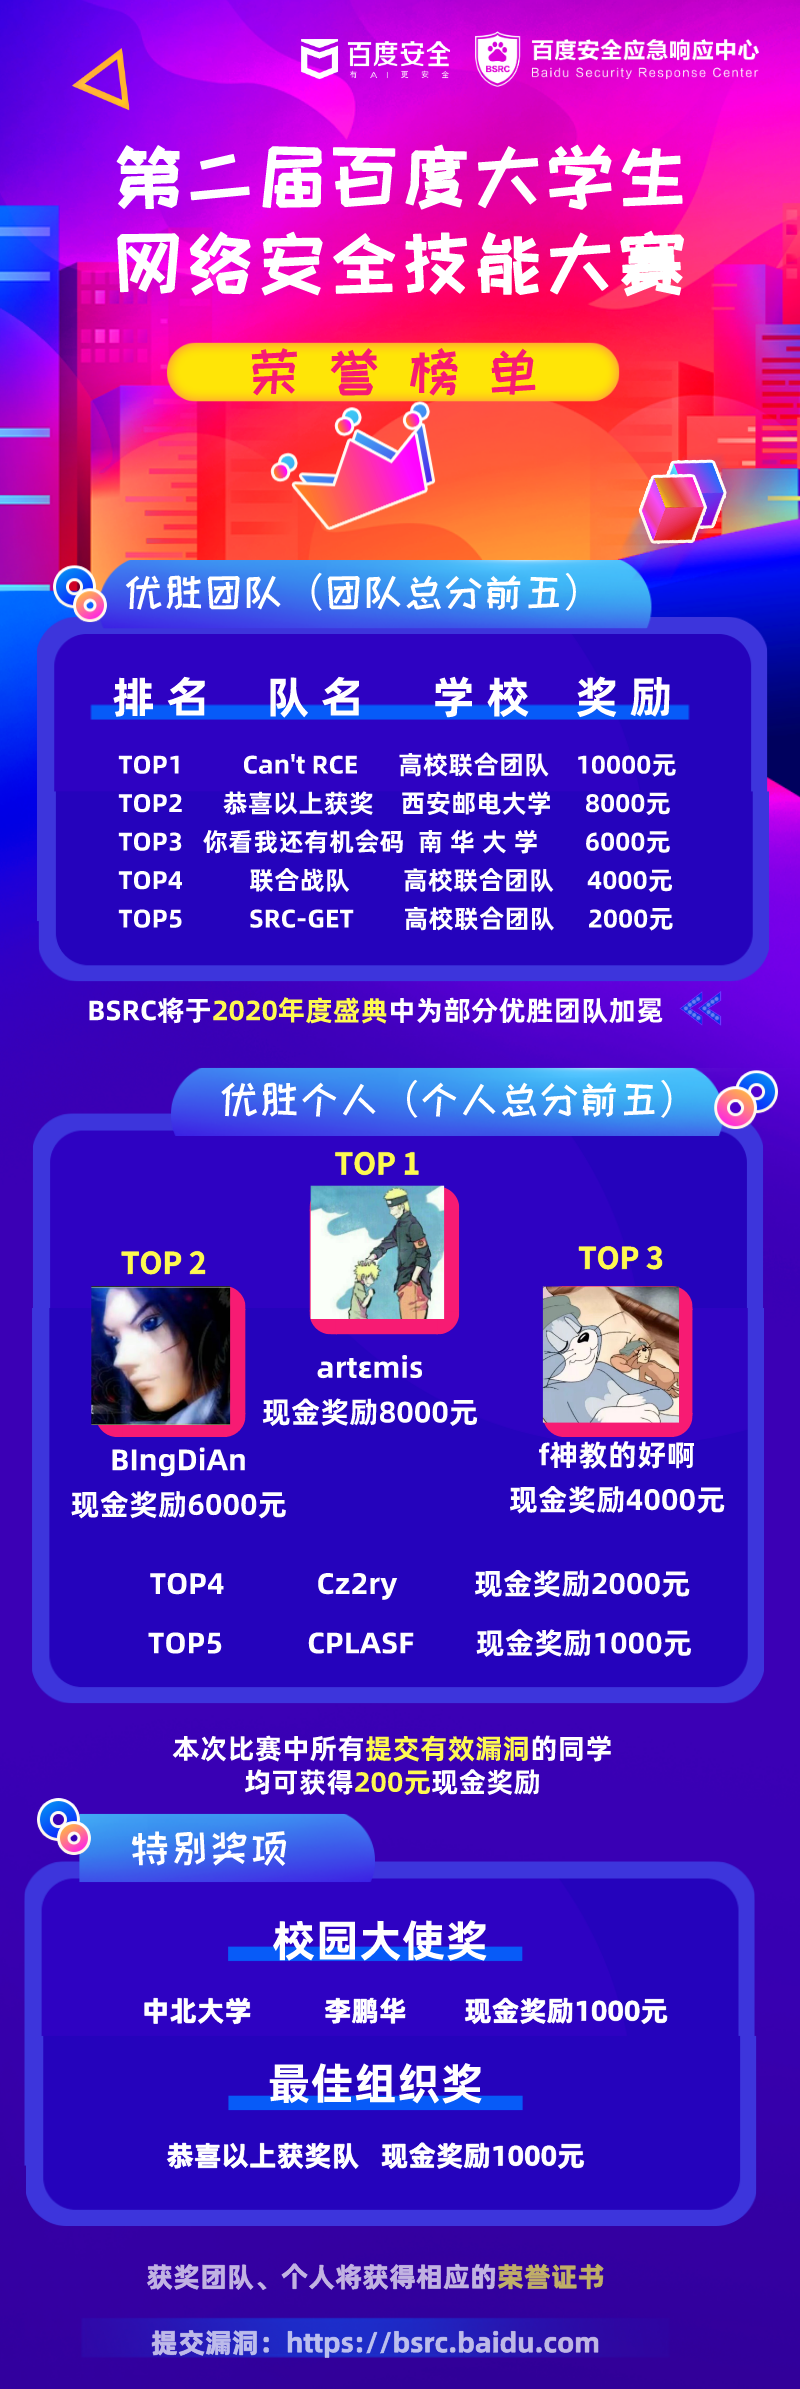 百度安全
有AI更安全
BSRC
百度安全应急响应中心
Baidu Security Response Center
第二届百度大学生
网络安全技能大赛
荣誉榜单
优胜团队（团队总分前五）
排名 队名 学校 奖励
TOP1 Can't RCE 高校联合团队 10000元
TOP2 恭喜以上获奖 西安邮电大学 8000元
TOP3 你看我还有机会码 南华大学 6000元
TOP4 联合战队 高校联合团队 4000元
TOP5 SRC-GET 高校联合团队 2000元
BSRC将于2020年度盛典中为部分优胜团队加冕
优胜个人（个人总分前五）
TOP 1
artεmis
现金奖励8000元
TOP 2
BIngDiAn
现金奖励6000元
TOP 3
f神教的好啊
现金奖励4000元
TOP4 Cz2ry 现金奖励2000元
TOP5 CPLASF 现金奖励1000元
本次比赛中所有提交有效漏洞的同学
均可获得200元现金奖励
特别奖项
校园大使奖
中北大学 李鹏华 现金奖励1000元
最佳组织奖
恭喜以上获奖队 现金奖励1000元
获奖团队、个人将获得相应的荣誉证书
提交漏洞：https://bsrc.baidu.com